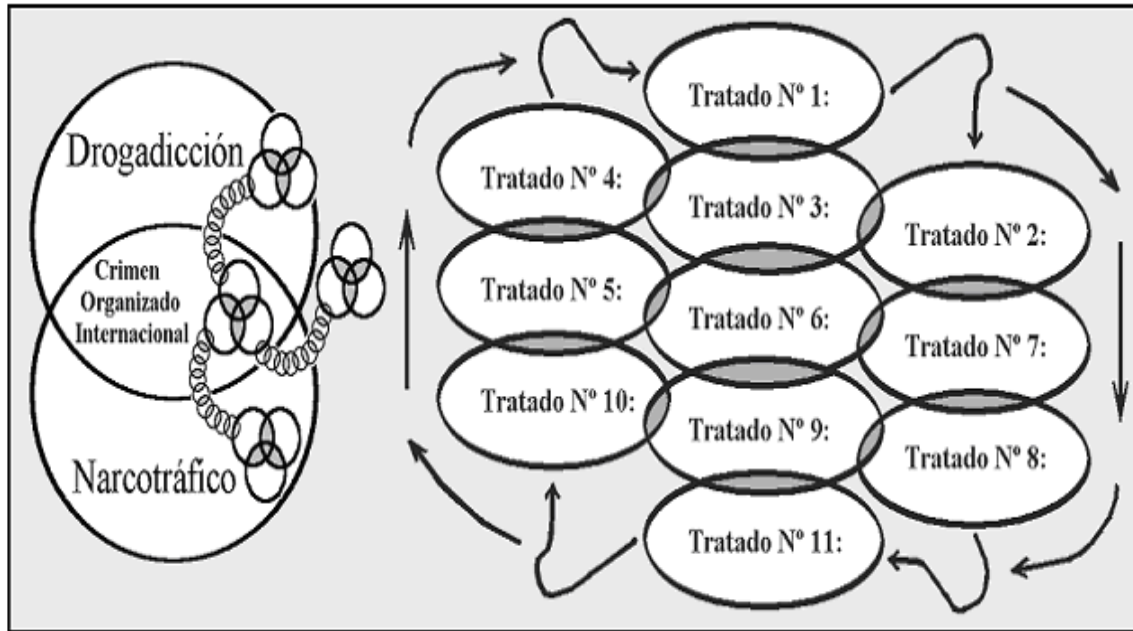 Drogadicción
Crimen
Organizado
Internacional
Narcotráfico
Tratado Nº 1:
Tratado Nº 4:
Tratado Nº 3:
Tratado Nº 2:
Tratado Nº 5:
Tratado Nº 6:
Tratado Nº 7:
Tratado Nº 10:
Tratado Nº 9:
Tratado Nº 8:
Tratado Nº 11: